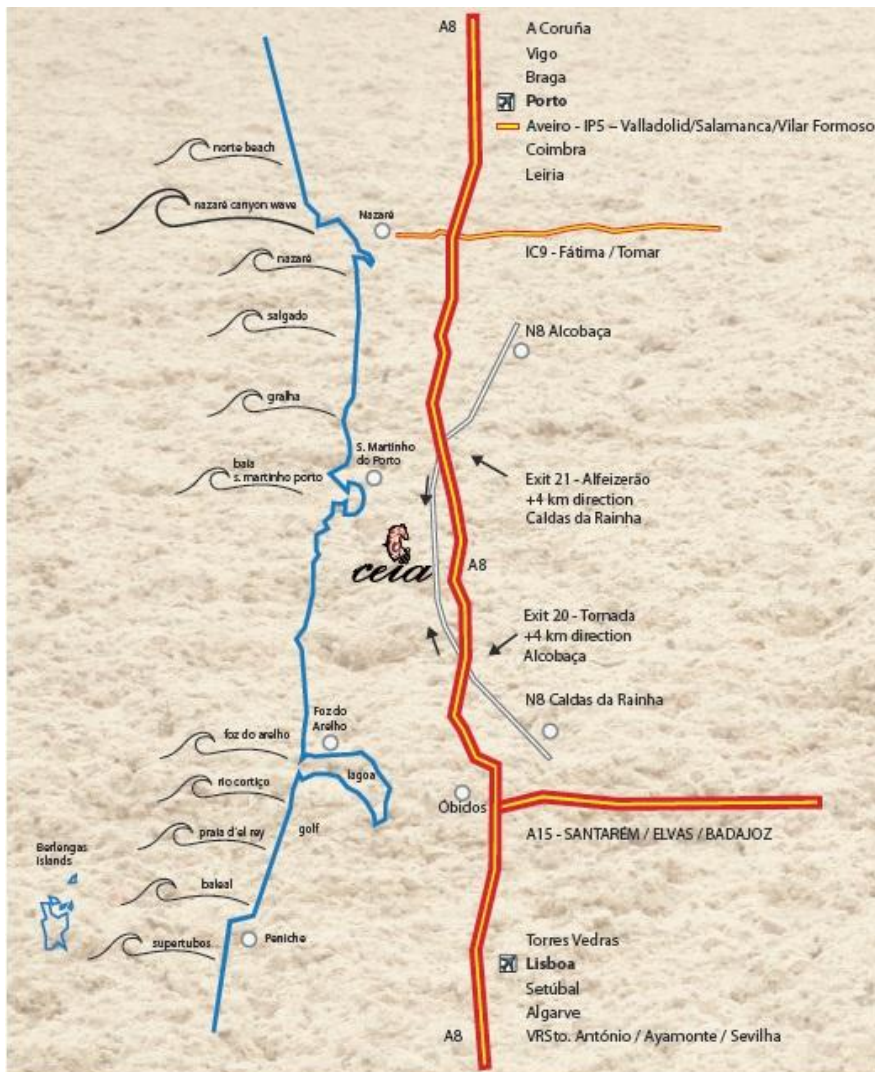 A8
A Coruña
Vigo
Braga
Porto
Aveiro - IP5 – Valladolid/Salamanca/Vilar Formoso
Coimbra
Leiria
norte beach
nazaré canyon wave
Nazaré
IC9 - Fátima / Tomar
nazaré
salgado
N8 Alcobaça
gralha
S. Martinho
do Porto
baia
s. martinho porto
Exit 21 - Alfeizerão
+4 km direction
Caldas da Rainha
ceia
A8
Exit 20 - Tornada
+4 km direction
Alcobaça
N8 Caldas da Rainha
Foz do
Arelho
foz do arelho
lagoa
rio cortiço
Óbidos
golf
praia d'el rey
A15 - SANTARÉM / ELVAS / BADAJOZ
Berlengas
Islands
baleal
supertubos
Peniche
Torres Vedras
Lisboa
Setúbal
Algarve
A8
VRSto. António / Ayamonte / Sevilha